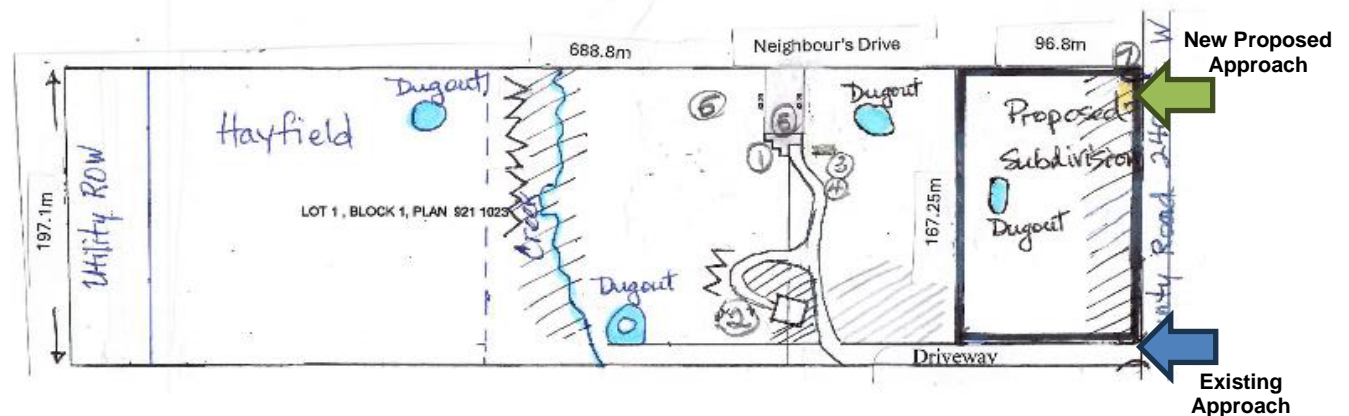 688.8m
Neighbour's Drive
96.8m
7
New Proposed
Approach
Dugout
Hayfield
Dugout
6
5
Proposed
Subdivision
1
3
4
197.1m
Utility ROW
LOT 1 , BLOCK 1, PLAN 921 1023
Creek
167.25m
Dugout
Dugout
2
Driveway
Road
W
Existing
Approach